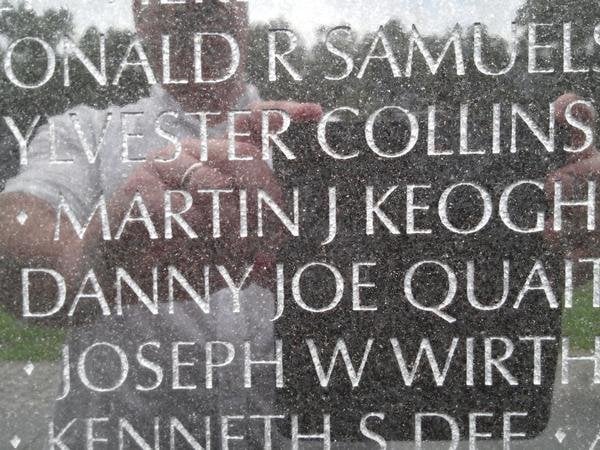 ONALD R SAMUELS
YLVESTER COLLINS
• MARTIN J KEOGH
DANNY JOE QUAIT
• JOSEPH W WIRTH
• KENNETH S DEE •